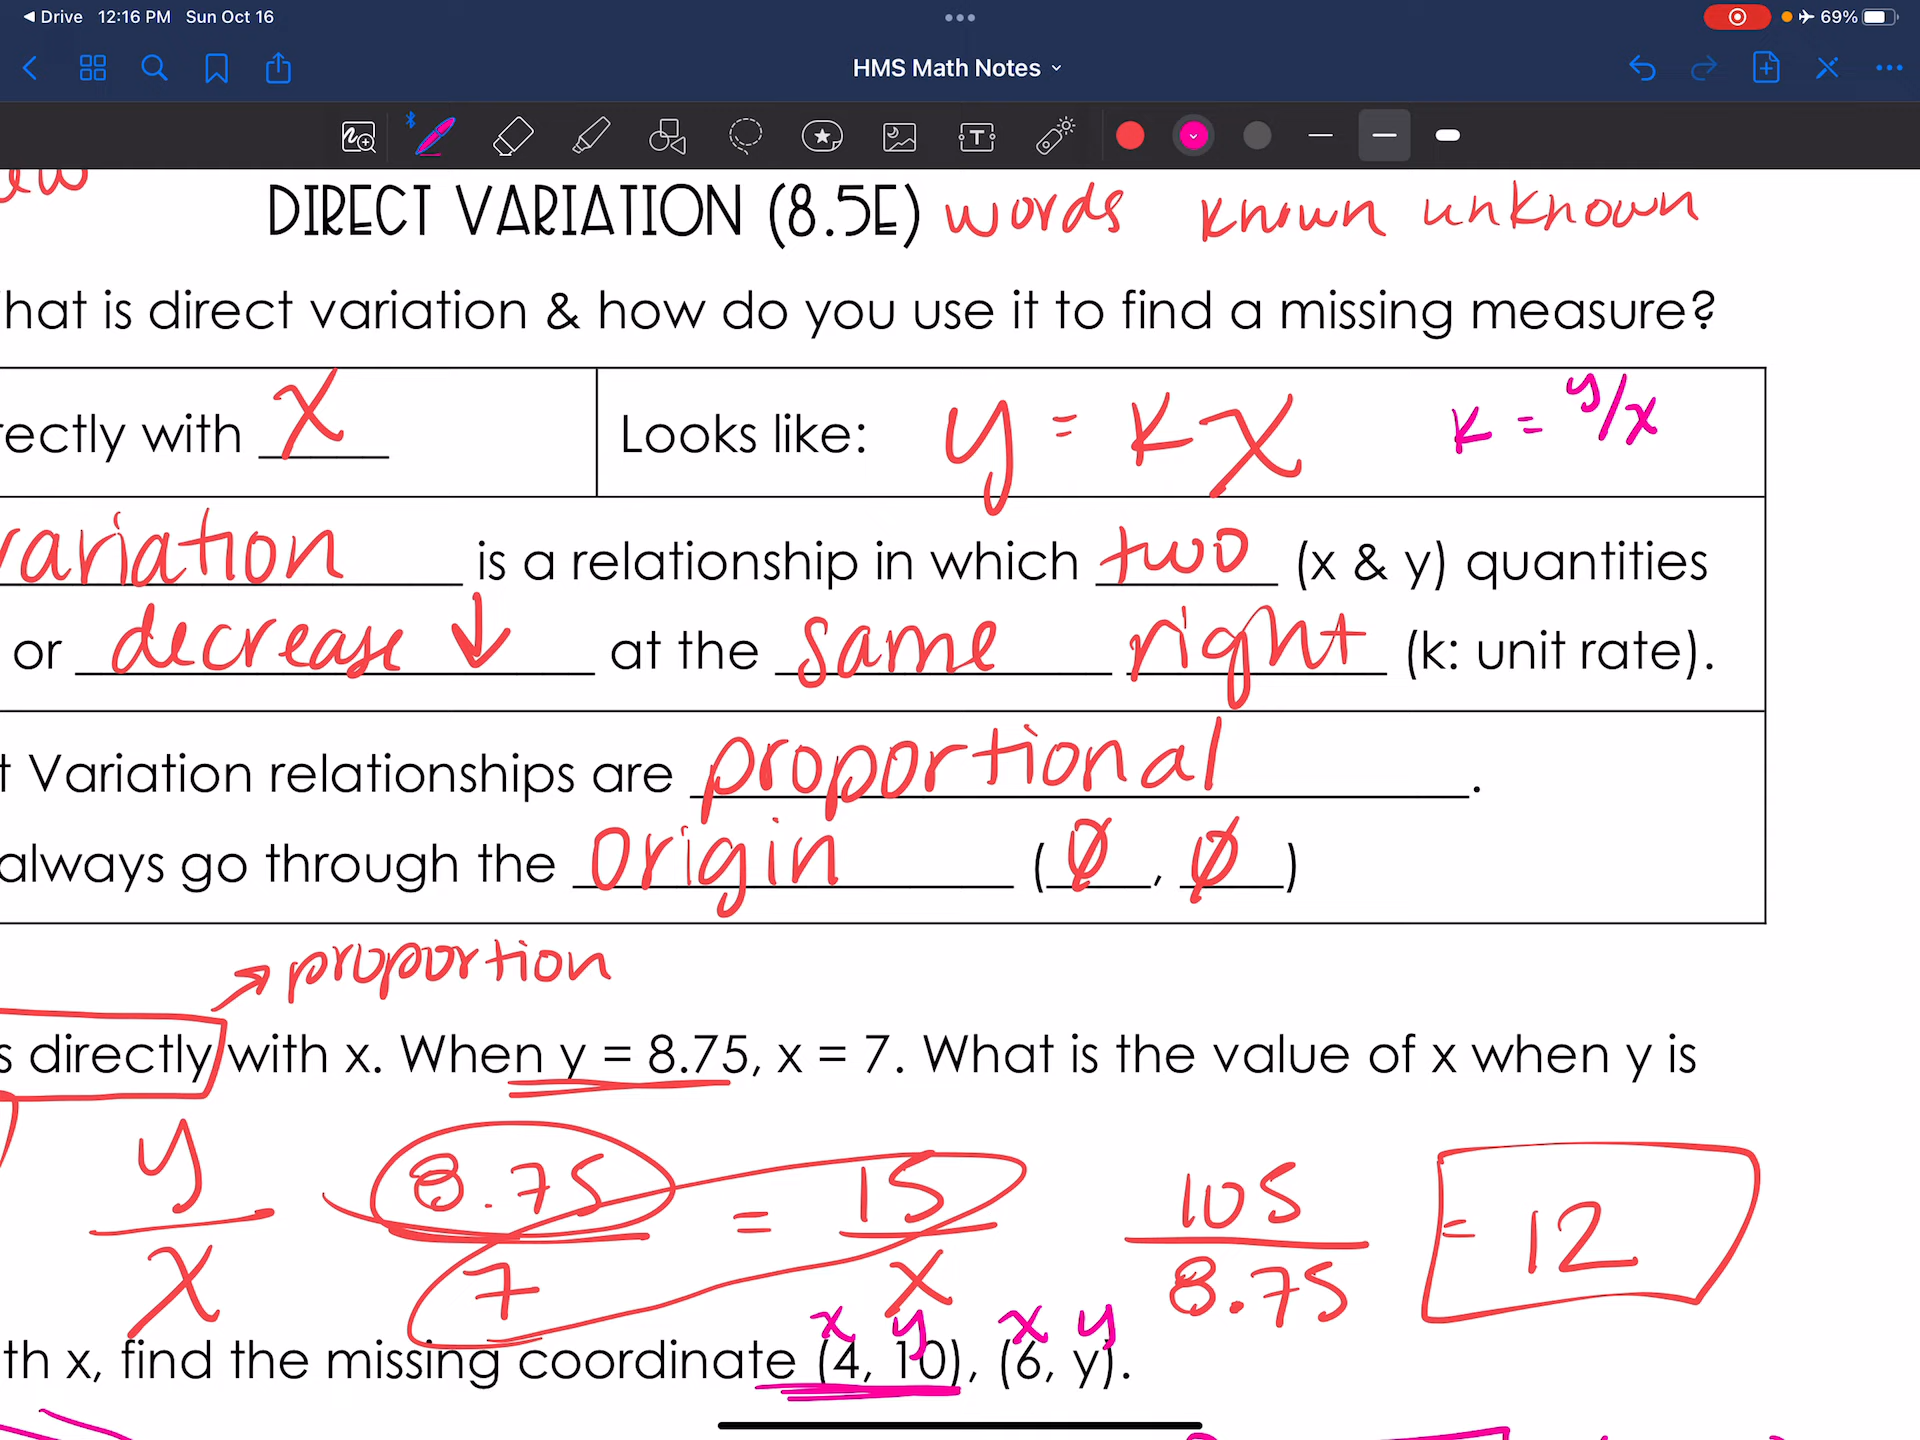 Drive 12:16 PM Sun Oct 16 69%
HMS Math Notes
T
DIRECT VARIATION (8.5E) words known unknown
hat is direct variation & how do you use it to find a missing measure?
rectly with x Looks like: y = kx k = y/x
variation is a relationship in which two (x & y) quantities
or decrease ↓ at the same right (k: unit rate).
t Variation relationships are proportional.
always go through the origin (0, 0)
→ proportion
s directly with x. When y = 8.75, x = 7. What is the value of x when y is
y/x 8.75/7 = 15/x 105/8.75 = 12
x y x y
th x, find the missing coordinate (4, 10), (6, y).